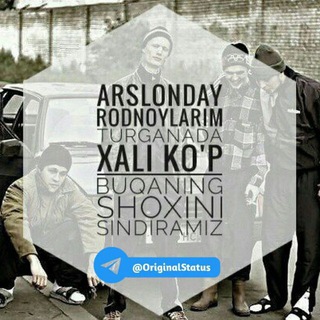 ARSLONDAY
RODNOYLARIM
TURGANADA
XALI KO'P
BUQANING
SHOXINI
SINDIRAMIZ
@OriginalStatus